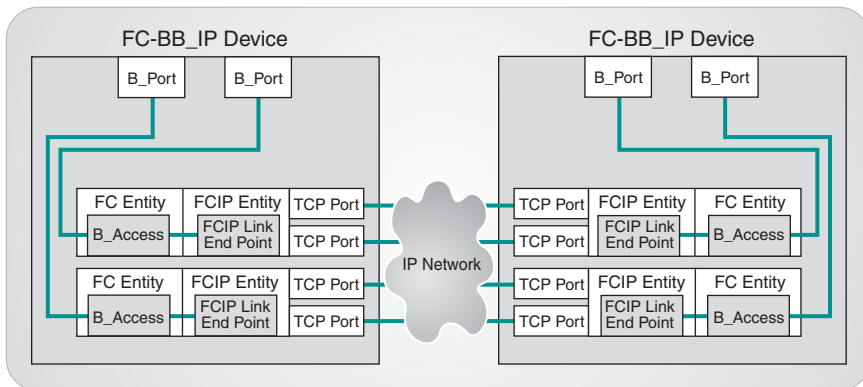 FC-BB_IP Device
FC-BB_IP Device
B_Port
B_Port
B_Port
B_Port
FC Entity
B_Access
FCIP Entity
FCIP Link
End Point
TCP Port
TCP Port
FC Entity
B_Access
FCIP Entity
FCIP Link
End Point
TCP Port
TCP Port
IP Network
TCP Port
TCP Port
FCIP Entity
FCIP Link
End Point
FC Entity
B_Access
TCP Port
TCP Port
FCIP Entity
FCIP Link
End Point
FC Entity
B_Access